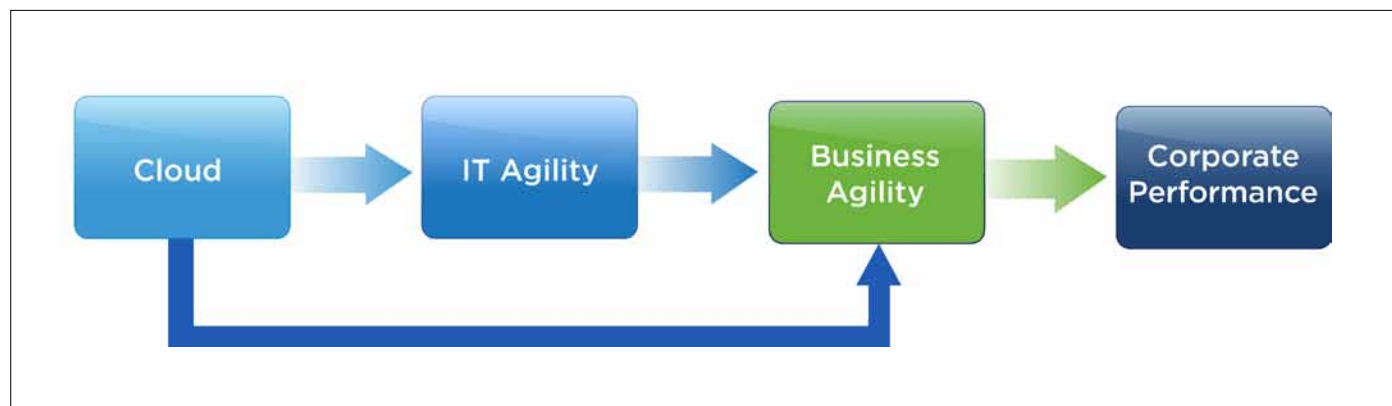 Cloud
IT Agility
Business
Agility
Corporate
Performance